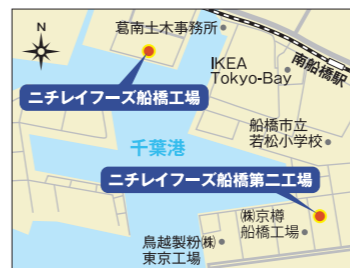 N
葛南土木事務所
IKEA
Tokyo-Bay
南船橋駅
ニチレイフーズ船橋工場
船橋市立
若松小学校
千葉港
ニチレイフーズ船橋第二工場
㈱京樽
船橋工場
鳥越製粉㈱
東京工場